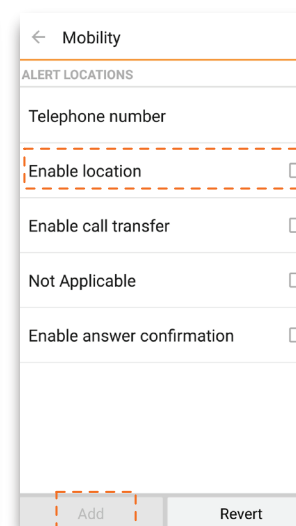 Mobility
ALERT LOCATIONS
Telephone number
Enable location
Enable call transfer
Not Applicable
Enable answer confirmation
Add
Revert